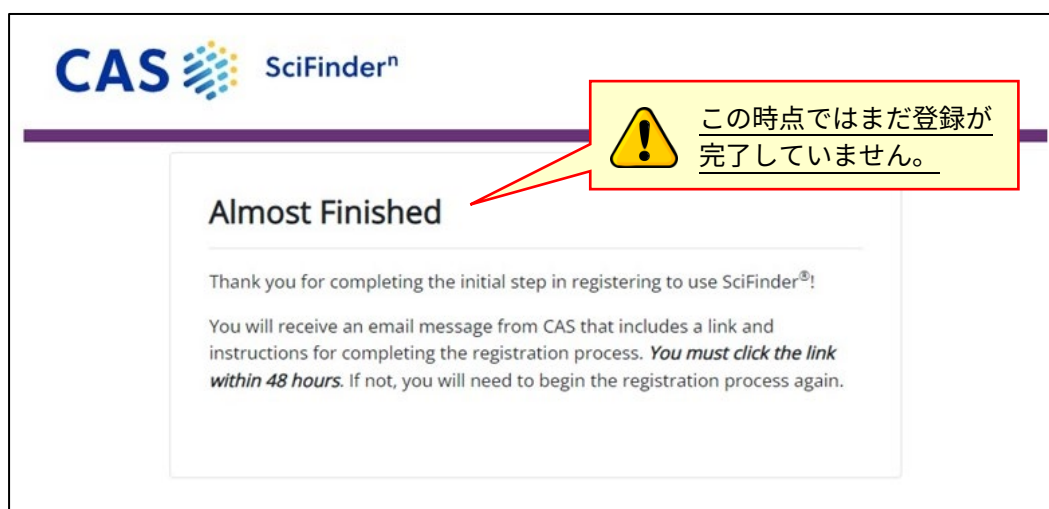 CAS SciFinderⁿ
この時点ではまだ登録が
完了していません。
Almost Finished
Thank you for completing the initial step in registering to use SciFinder®!
You will receive an email message from CAS that includes a link and
instructions for completing the registration process. You must click the link
within 48 hours. If not, you will need to begin the registration process again.